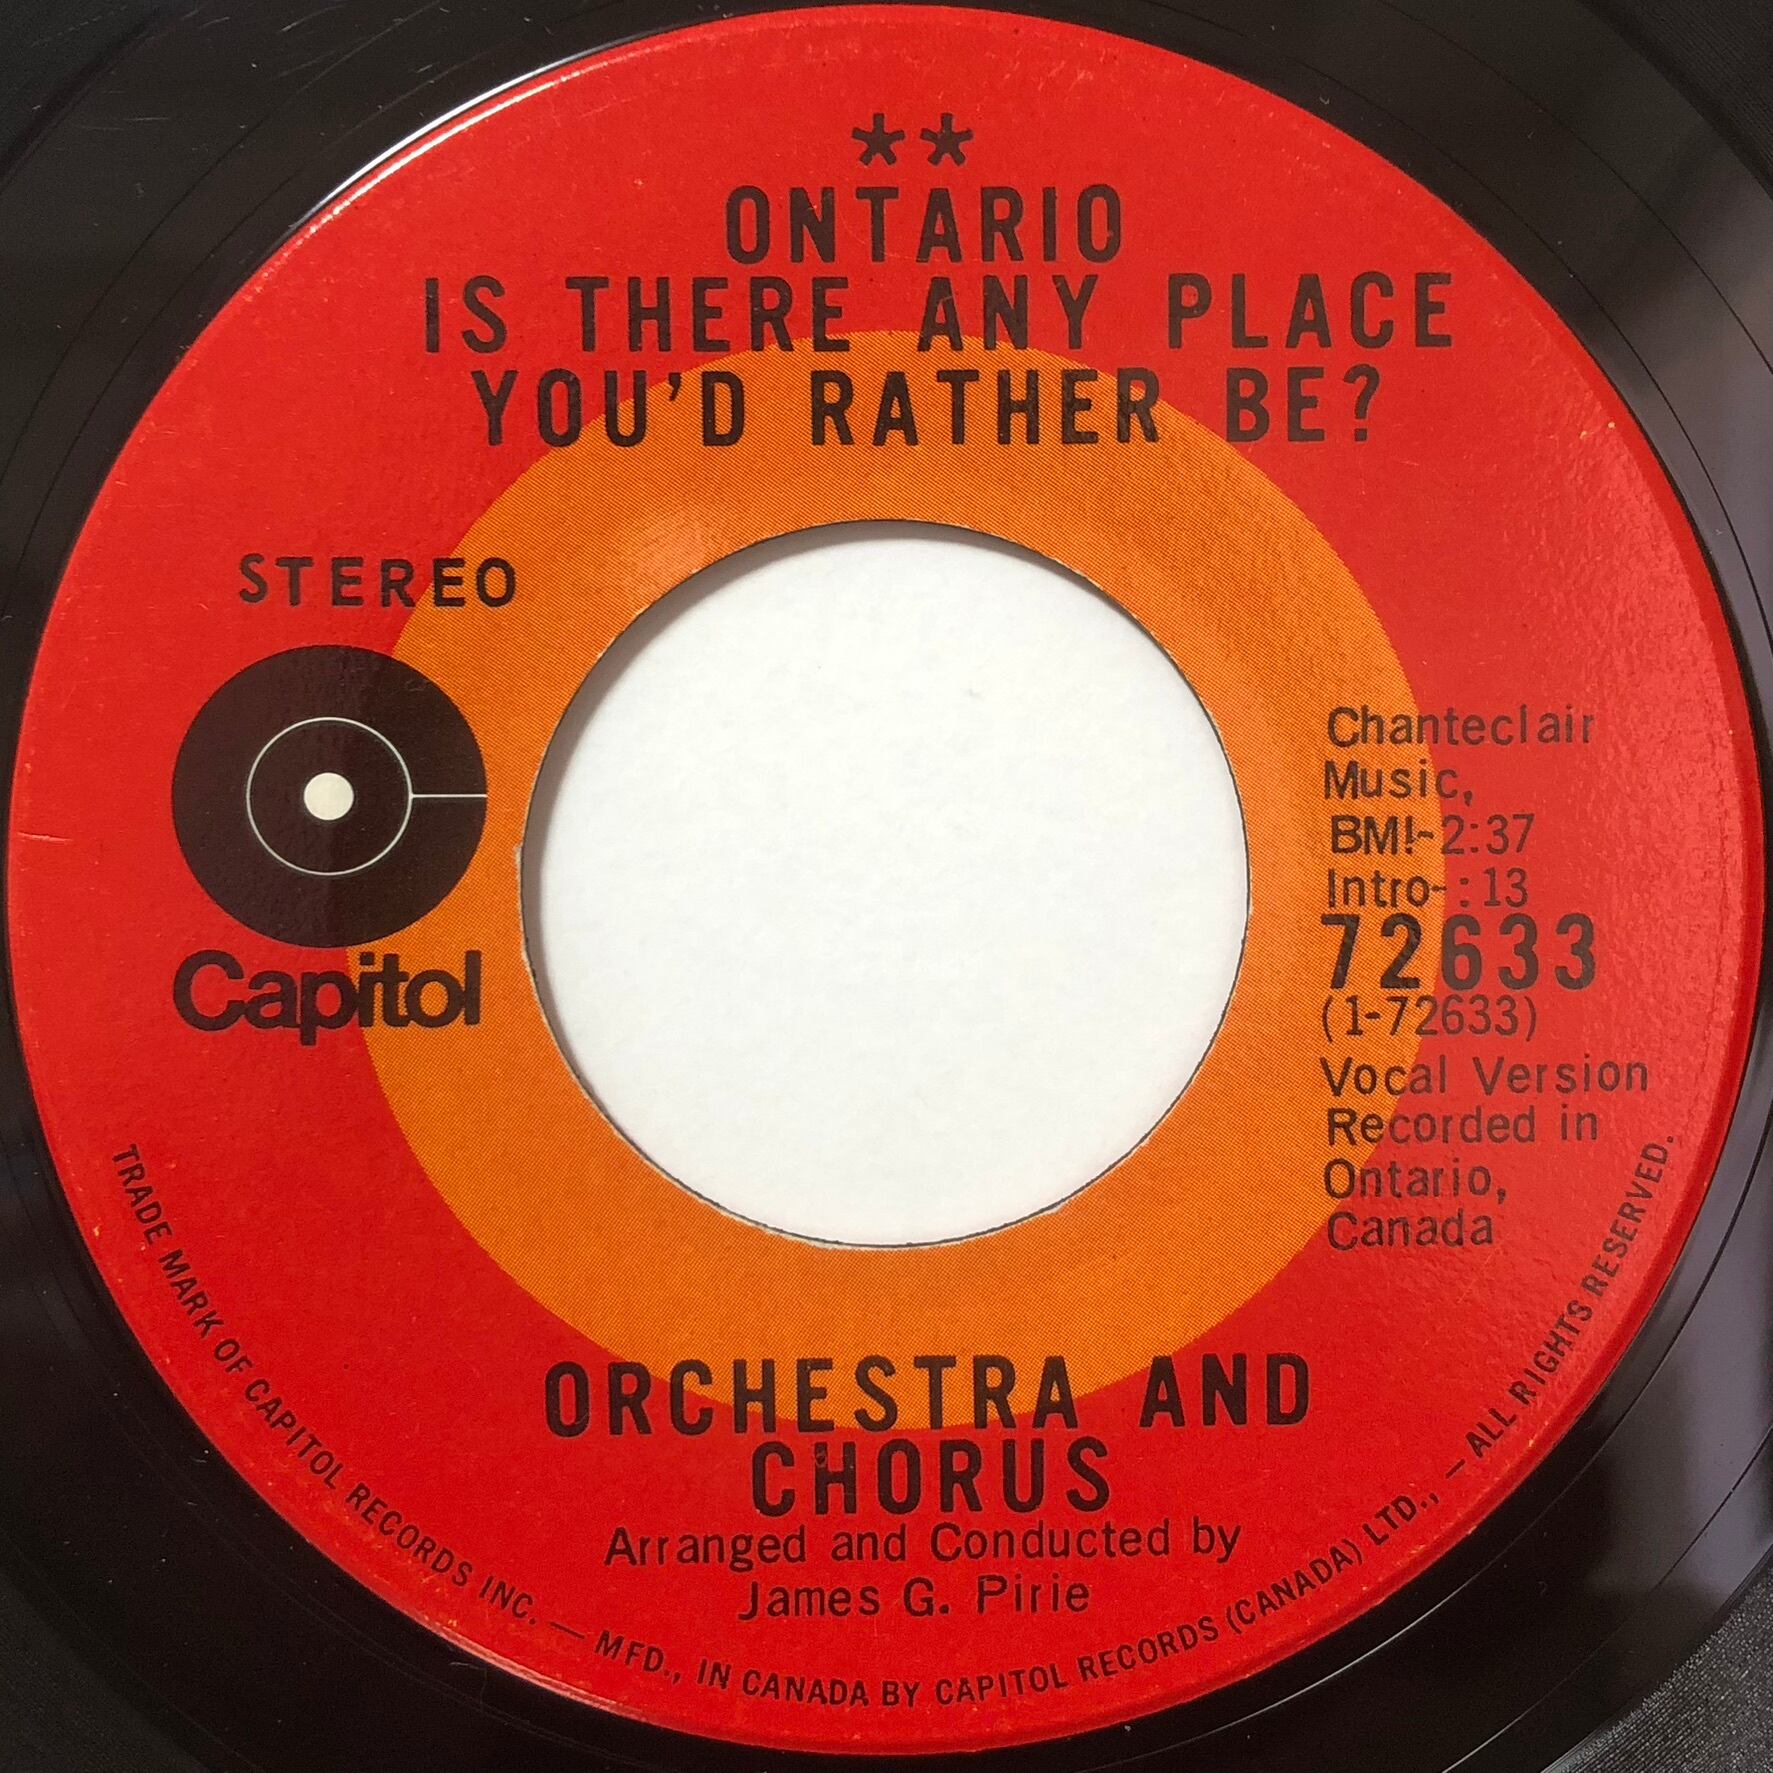 **
ONTARIO
IS THERE ANY PLACE
YOU'D RATHER BE?
STEREO
Capitol
Chanteclair
Music,
BMI-2:37
Intro-:13
72633
(1-72633)
Vocal Version
Recorded in
Ontario,
Canada
ORCHESTRA AND
CHORUS
Arranged and Conducted by
James G. Pirie
TRADE MARK OF CAPITOL RECORDS INC. — MFD., IN CANADA BY CAPITOL RECORDS (CANADA) LTD., — ALL RIGHTS RESERVED.